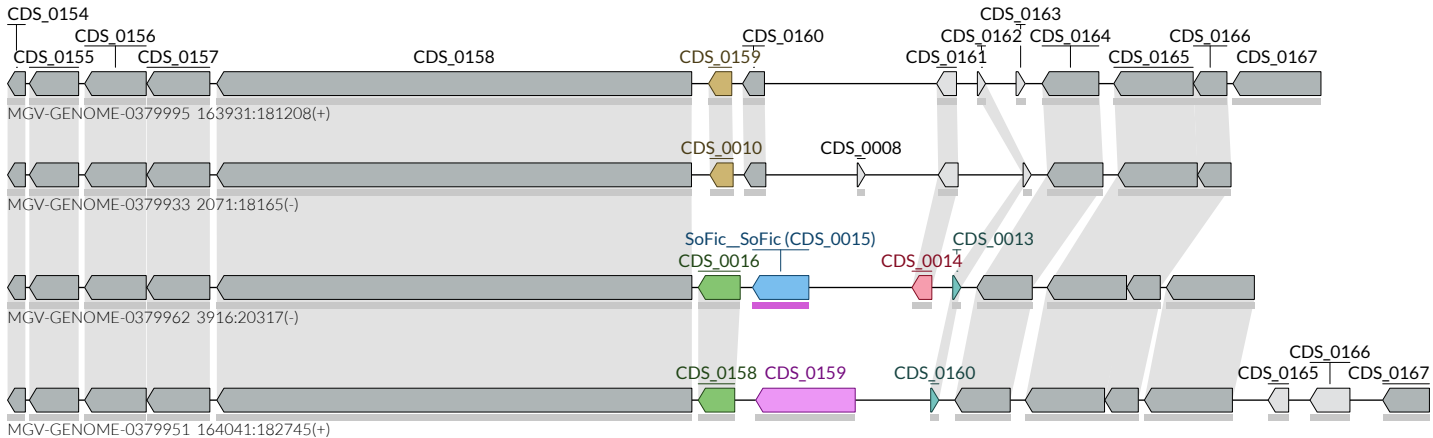 CDS_0154
CDS_0163
CDS_0156 CDS_0160 CDS_0162 CDS_0164 CDS_0166
CDS_0155 CDS_0157 CDS_0158 CDS_0159 CDS_0161 CDS_0165 CDS_0167
MGV-GENOME-0379995 163931:181208(+)
CDS_0010 CDS_0008
MGV-GENOME-0379933 2071:18165(-)
SoFic__SoFic (CDS_0015) CDS_0013
CDS_0016 CDS_0014
MGV-GENOME-0379962 3916:20317(-)
CDS_0166
CDS_0158 CDS_0159 CDS_0160 CDS_0165 CDS_0167
MGV-GENOME-0379951 164041:182745(+)